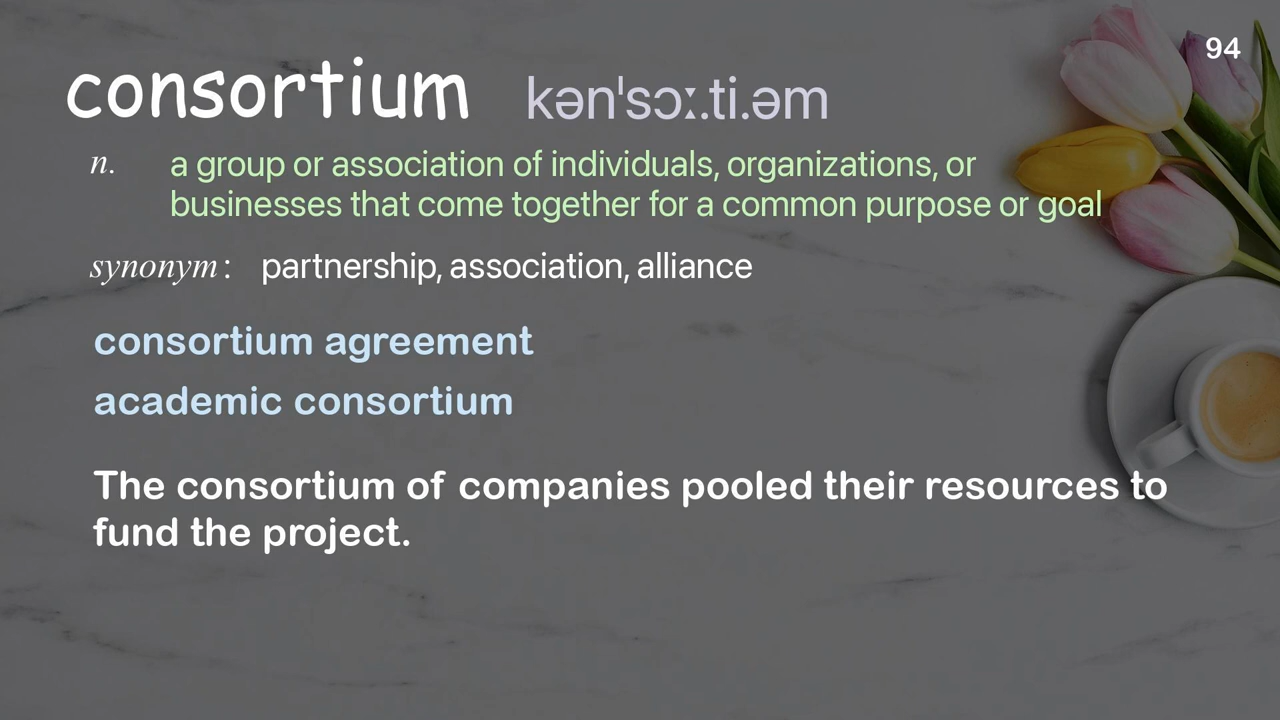 94
consortium kən'sɔː.ti.əm
n. a group or association of individuals, organizations, or
businesses that come together for a common purpose or goal
synonym: partnership, association, alliance
consortium agreement
academic consortium
The consortium of companies pooled their resources to
fund the project.